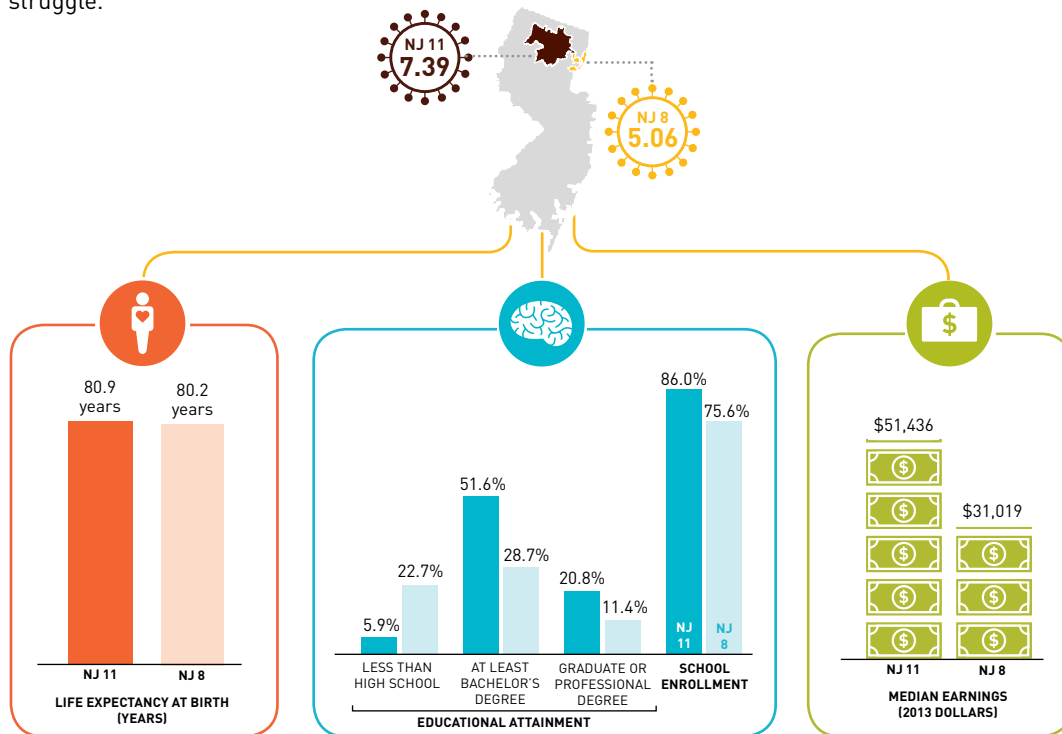 struggle.
NJ 11
7.39
NJ 8
5.06
80.9
years
80.2
years
NJ 11
NJ 8
LIFE EXPECTANCY AT BIRTH
(YEARS)
5.9%
22.7%
51.6%
28.7%
20.8%
11.4%
86.0%
75.6%
NJ
11
NJ
8
LESS THAN
HIGH SCHOOL
AT LEAST
BACHELOR'S
DEGREE
GRADUATE OR
PROFESSIONAL
DEGREE
SCHOOL
ENROLLMENT
EDUCATIONAL ATTAINMENT
$
$51,436
$31,019
$
$
$
$
$
$
$
$
NJ 11
NJ 8
MEDIAN EARNINGS
(2013 DOLLARS)